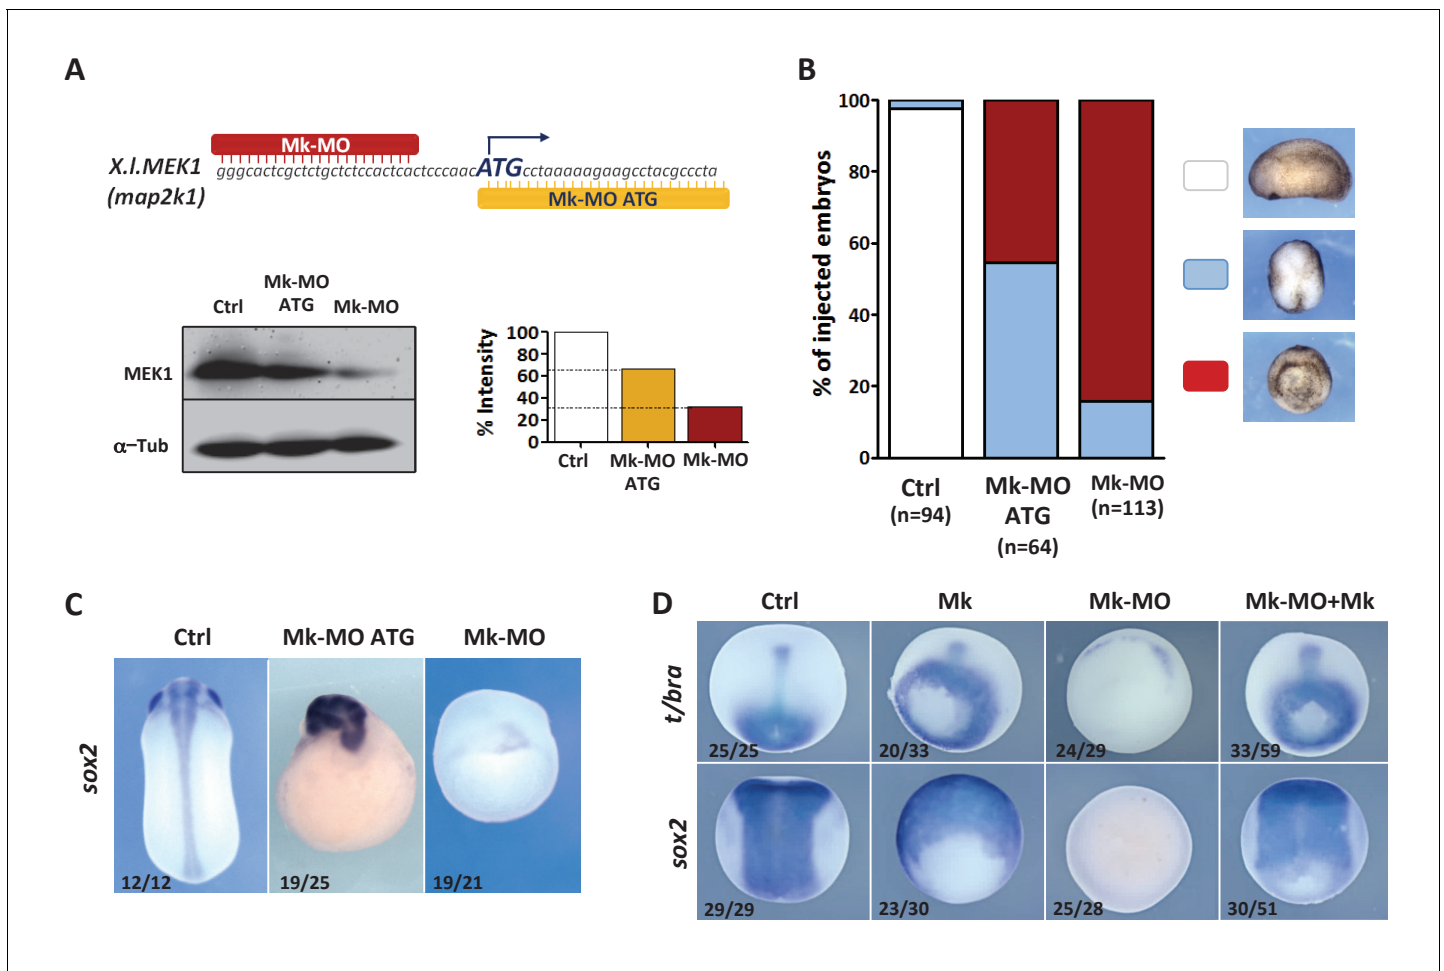 A
Mk-MO
X.l.MEK1
(map2k1)
gggcactcgctctgctctccactcactcccaacATGcctaaaaagaagcctacgcccta
Mk-MO ATG
Ctrl
Mk-MO
ATG
Mk-MO
MEK1
α–Tub
% Intensity
100
80
60
40
20
0
Ctrl
Mk-MO
ATG
Mk-MO
B
% of injected embryos
100
80
60
40
20
0
Ctrl
(n=94)
Mk-MO
ATG
(n=64)
Mk-MO
(n=113)
C
Ctrl
Mk-MO ATG
Mk-MO
sox2
12/12
19/25
19/21
D
Ctrl
Mk
Mk-MO
Mk-MO+Mk
t/bra
25/25
20/33
24/29
33/59
sox2
29/29
23/30
25/28
30/51